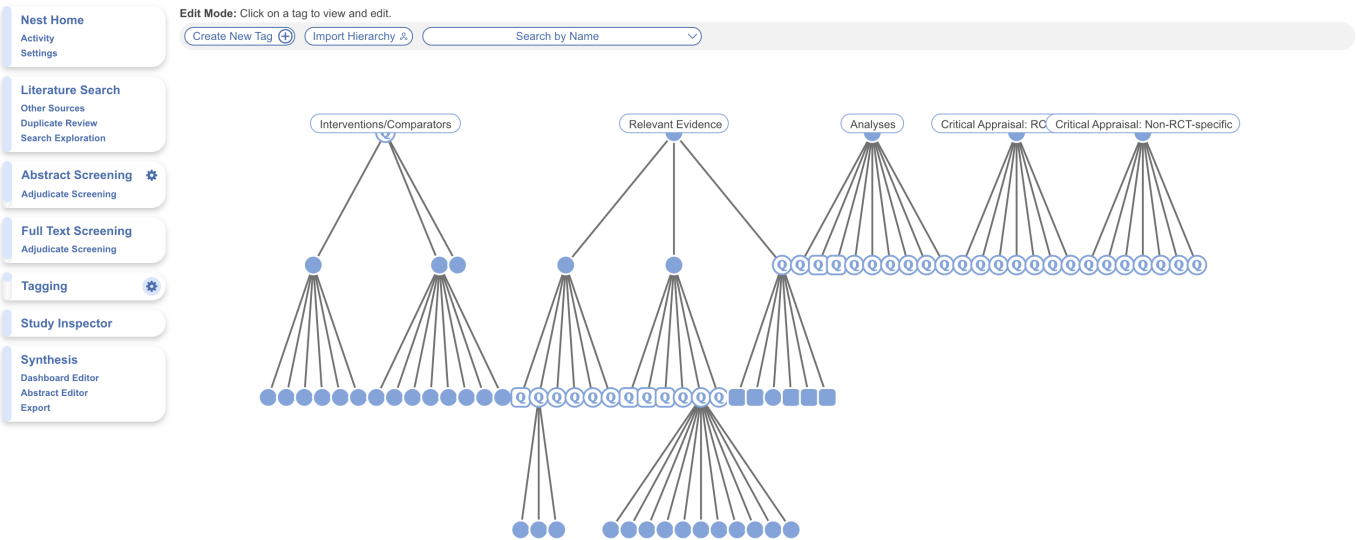 Nest Home
Activity
Settings
Literature Search
Other Sources
Duplicate Review
Search Exploration
Abstract Screening
Adjudicate Screening
Full Text Screening
Adjudicate Screening
Tagging
Study Inspector
Synthesis
Dashboard Editor
Abstract Editor
Export
Edit Mode: Click on a tag to view and edit.
Create New Tag Import Hierarchy Search by Name
Interventions/Comparators Relevant Evidence Analyses Critical Appraisal: RC Critical Appraisal: Non-RCT-specific
Q
Q Q Q Q Q Q Q Q Q Q Q Q Q Q Q Q Q Q Q Q Q Q Q Q
Q Q Q Q Q Q Q Q Q Q Q Q